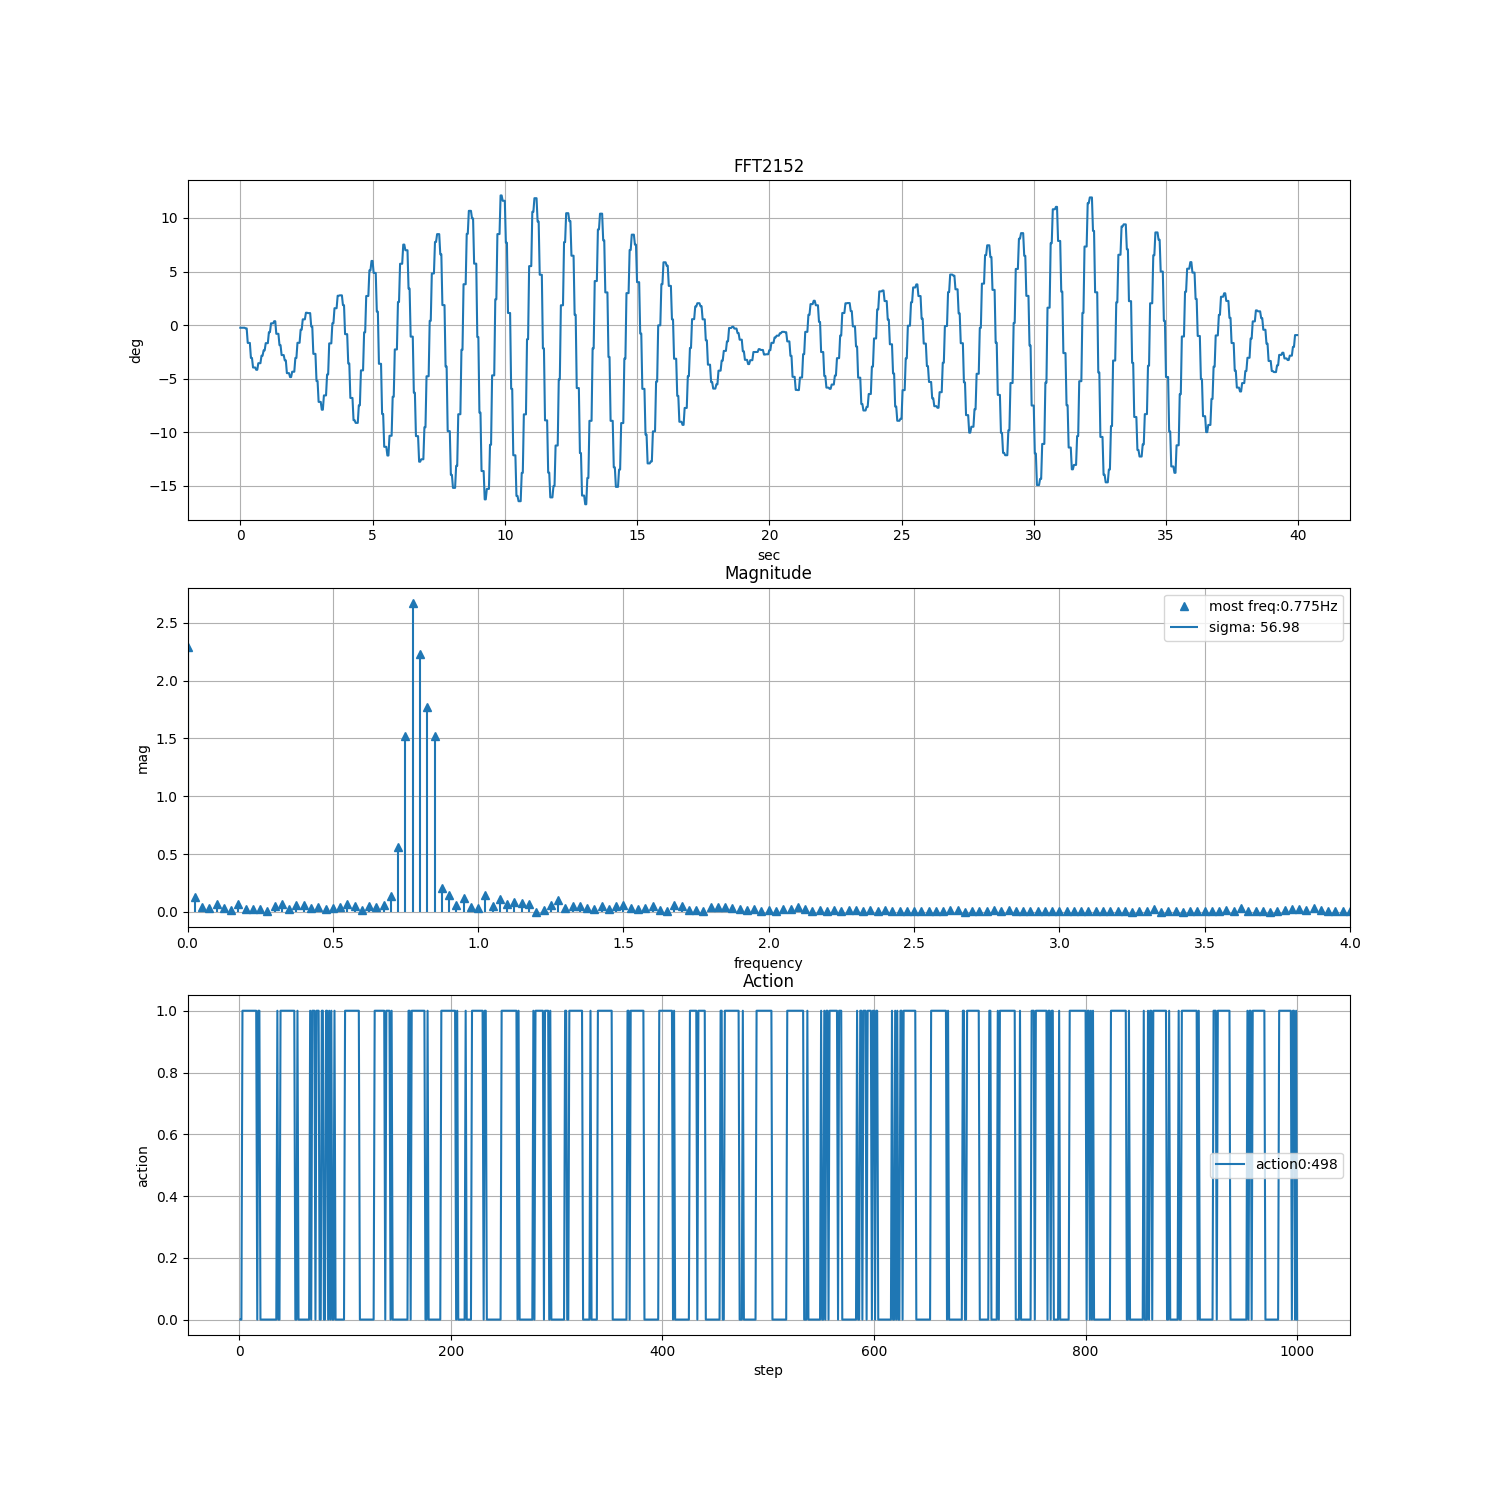 FFT2152
10
5
0
−5
−10
−15
deg
0 5 10 15 20 25 30 35 40
sec
Magnitude
most freq:0.775Hz
sigma: 56.98
2.5
2.0
1.5
1.0
0.5
0.0
mag
0.0 0.5 1.0 1.5 2.0 2.5 3.0 3.5 4.0
frequency
Action
1.0
0.8
0.6
0.4
0.2
0.0
action
action0:498
0 200 400 600 800 1000
step